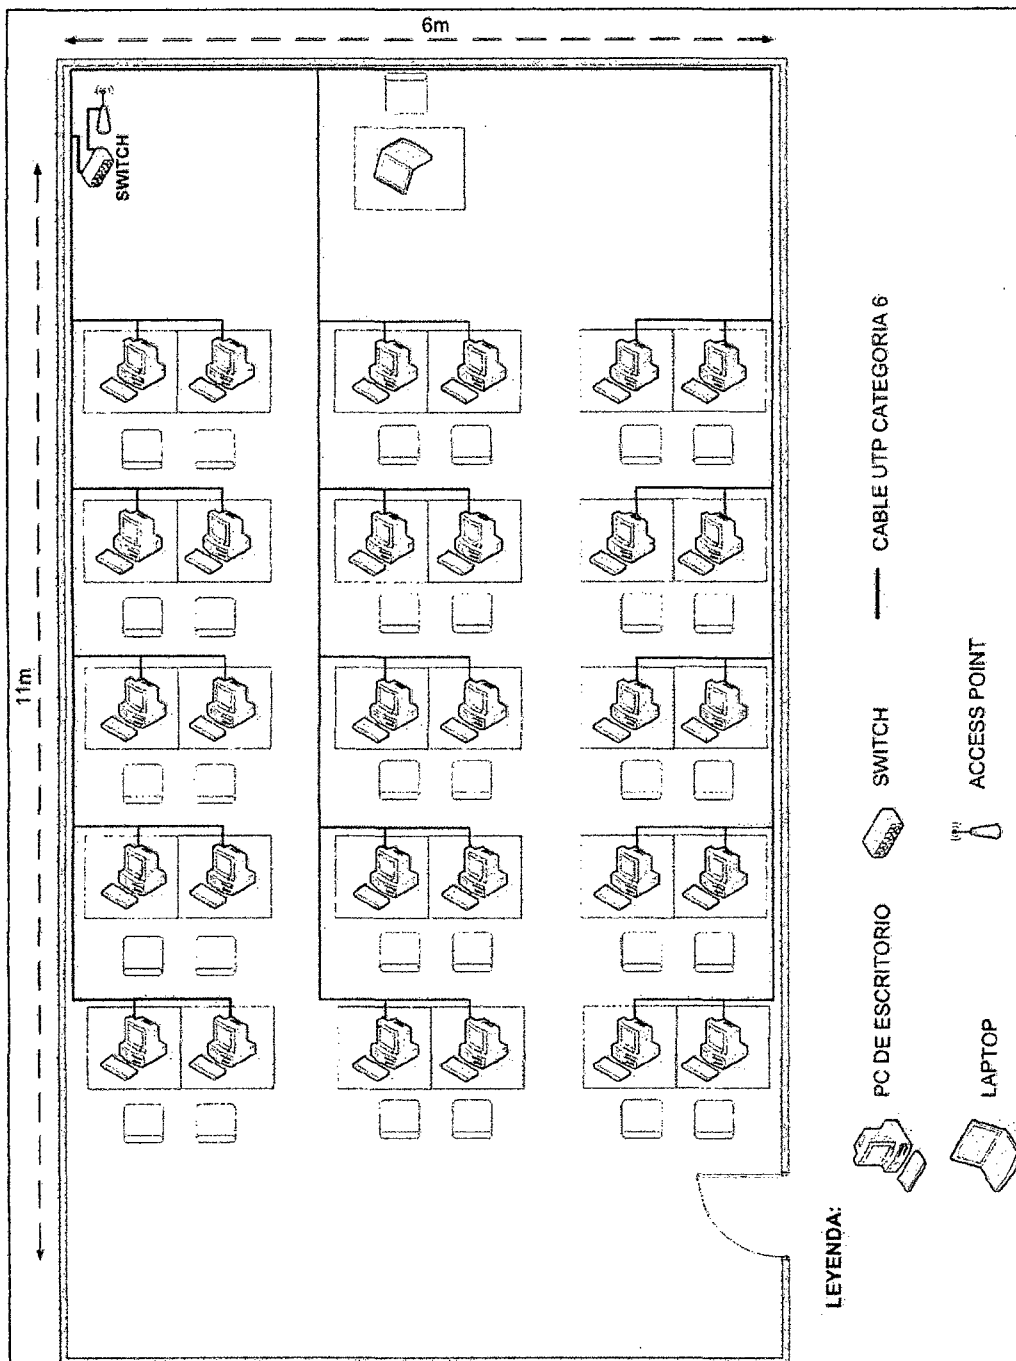 6m
SWITCH
11m
LEYENDA:
PC DE ESCRITORIO
SWITCH
CABLE UTP CATEGORIA 6
LAPTOP
ACCESS POINT